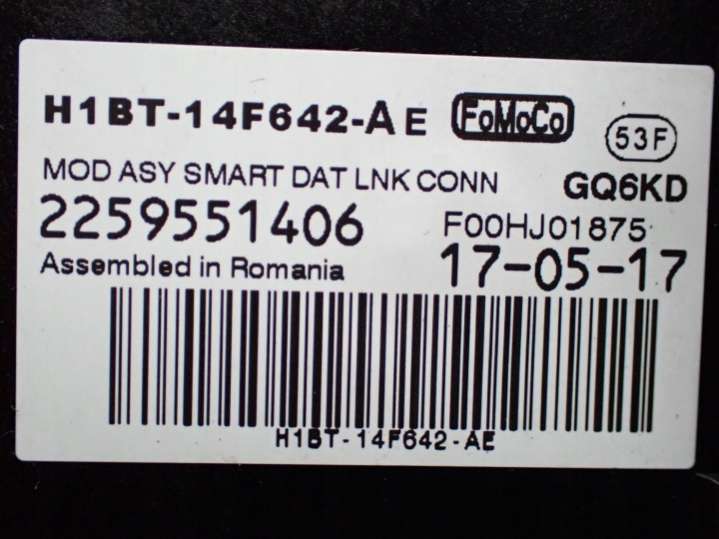 H1BT-14F642-AE FoMoCo 53F
MOD ASY SMART DAT LNK CONN GQ6KD
2259551406 F00HJ01875
Assembled in Romania 17-05-17
H1BT-14F642-AE